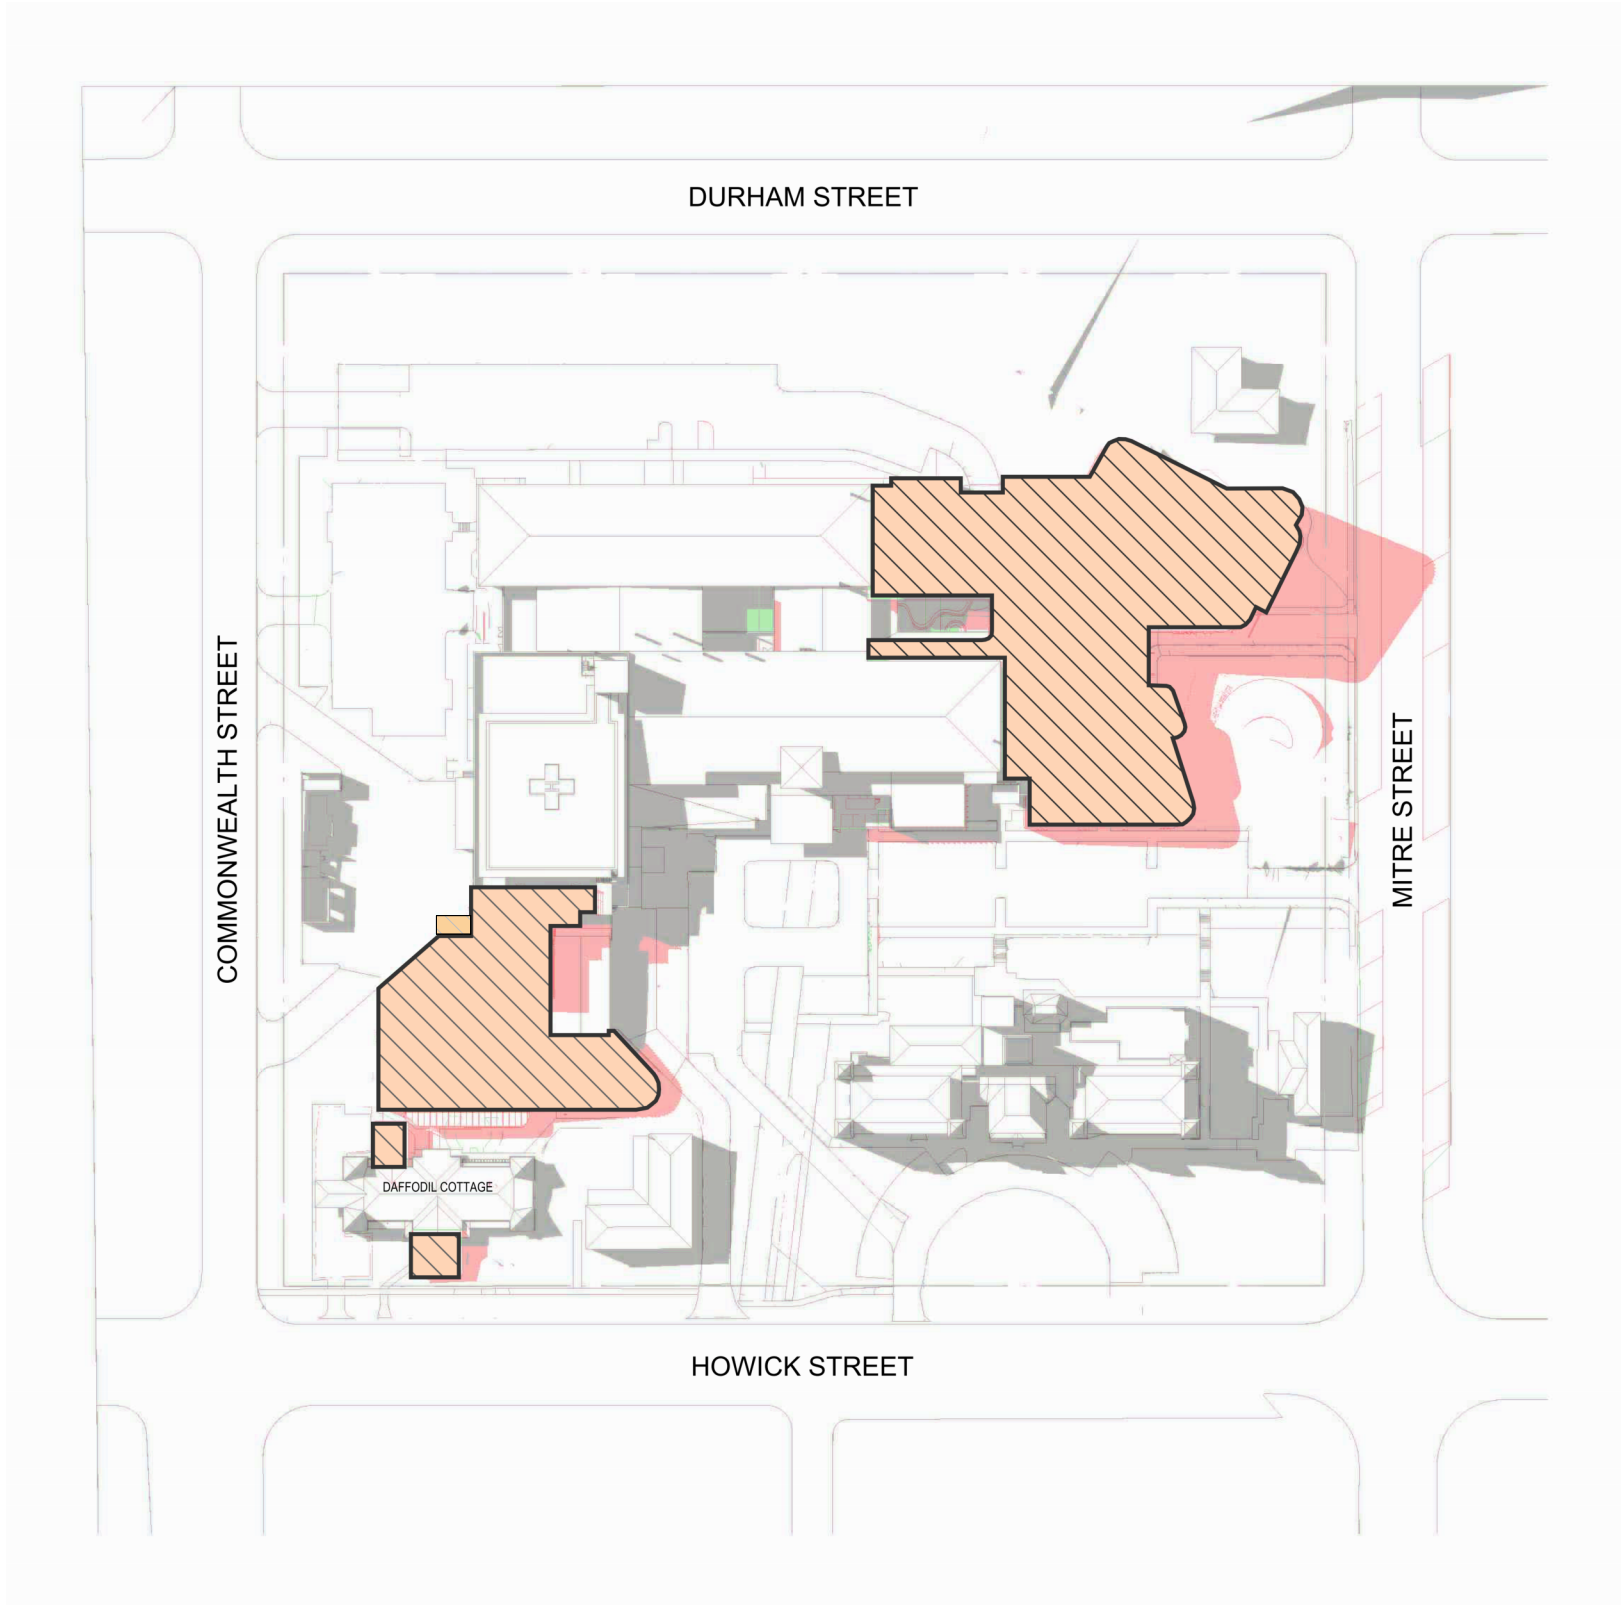 DURHAM STREET
COMMONWEALTH STREET
MITRE STREET
DAFFODIL COTTAGE
HOWICK STREET